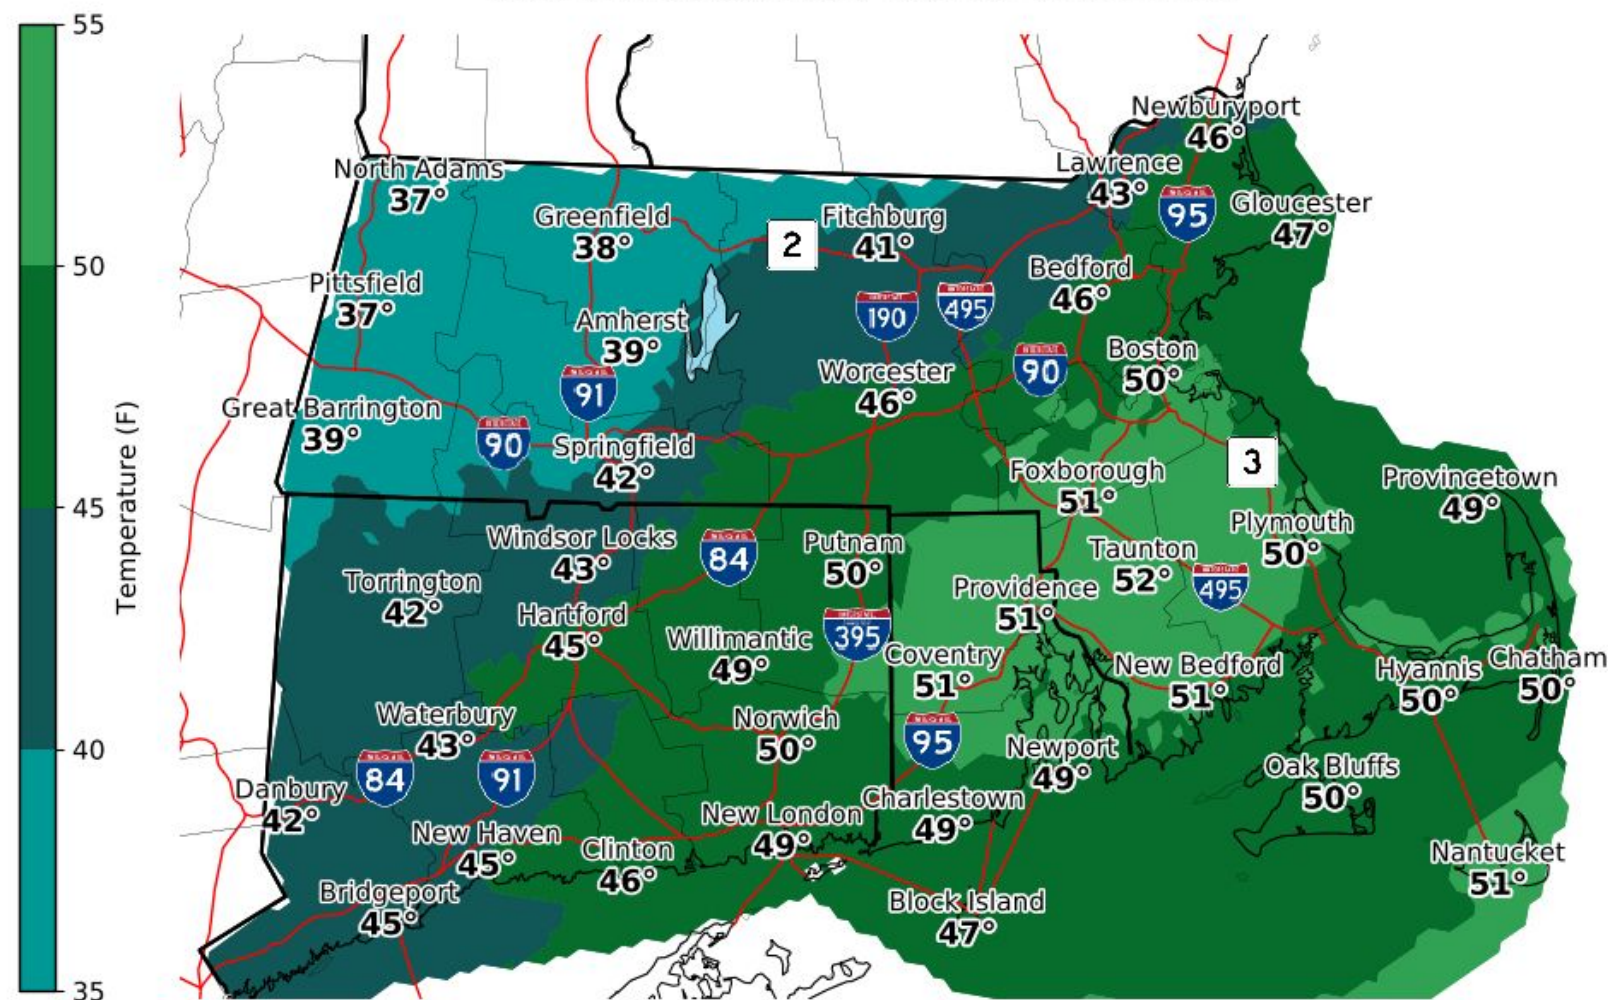 55
50
45
40
35
Temperature (F)
Newburyport
46°
North Adams
37°
Lawrence
43°
95
Gloucester
47°
Greenfield
38°
2
Fitchburg
41°
Pittsfield
37°
Bedford
46°
190
495
Amherst
39°
Boston
50°
Worcester
46°
90
91
Great Barrington
39°
90
Springfield
42°
3
Foxborough
51°
Provincetown
49°
Plymouth
50°
Windsor Locks
43°
84
Putnam
50°
Taunton
52°
495
Torrington
42°
Providence
51°
Hartford
45°
Willimantic
49°
395
Coventry
51°
New Bedford
51°
Hyannis
50°
Chatham
50°
Waterbury
43°
Norwich
50°
95
Newport
49°
84
91
Oak Bluffs
50°
Danbury
42°
New London
49°
Charlestown
49°
New Haven
45°
Clinton
46°
Nantucket
51°
Bridgeport
45°
Block Island
47°